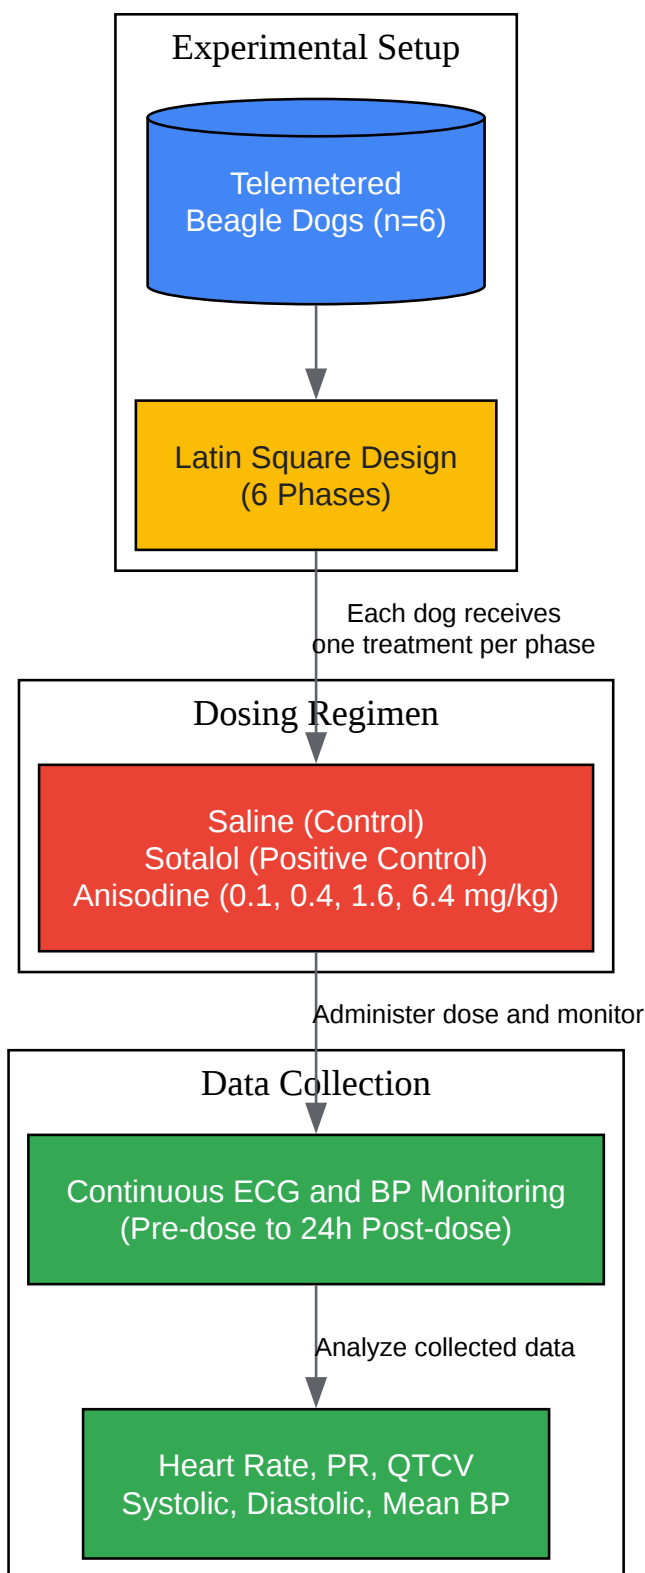 Experimental Setup
Telemetered
Beagle Dogs (n=6)
Latin Square Design
(6 Phases)
Each dog receives
one treatment per phase
Dosing Regimen
Saline (Control)
Sotalol (Positive Control)
Anisodine (0.1, 0.4, 1.6, 6.4 mg/kg)
Administer dose and monitor
Data Collection
Continuous ECG and BP Monitoring
(Pre-dose to 24h Post-dose)
Analyze collected data
Heart Rate, PR, QTCV
Systolic, Diastolic, Mean BP